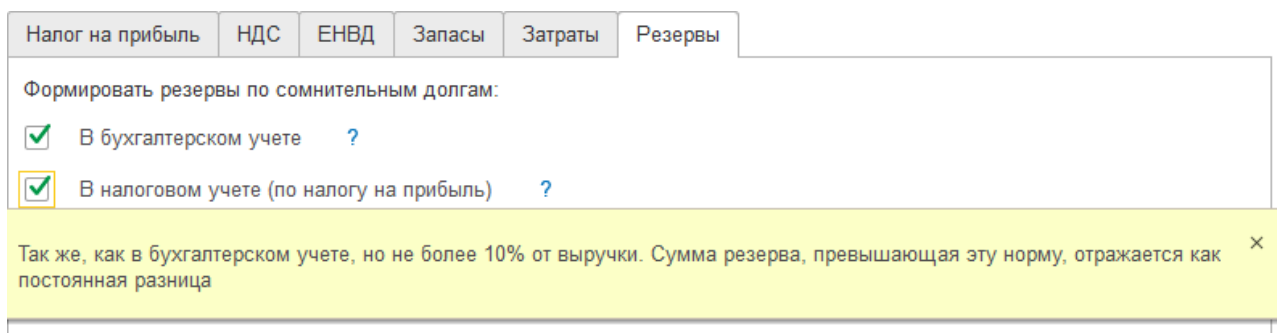 Налог на прибыль НДС ЕНВД Запасы Затраты Резервы
Формировать резервы по сомнительным долгам:
В бухгалтерском учете ?
В налоговом учете (по налогу на прибыль) ?
Так же, как в бухгалтерском учете, но не более 10% от выручки. Сумма резерва, превышающая эту норму, отражается как
постоянная разница